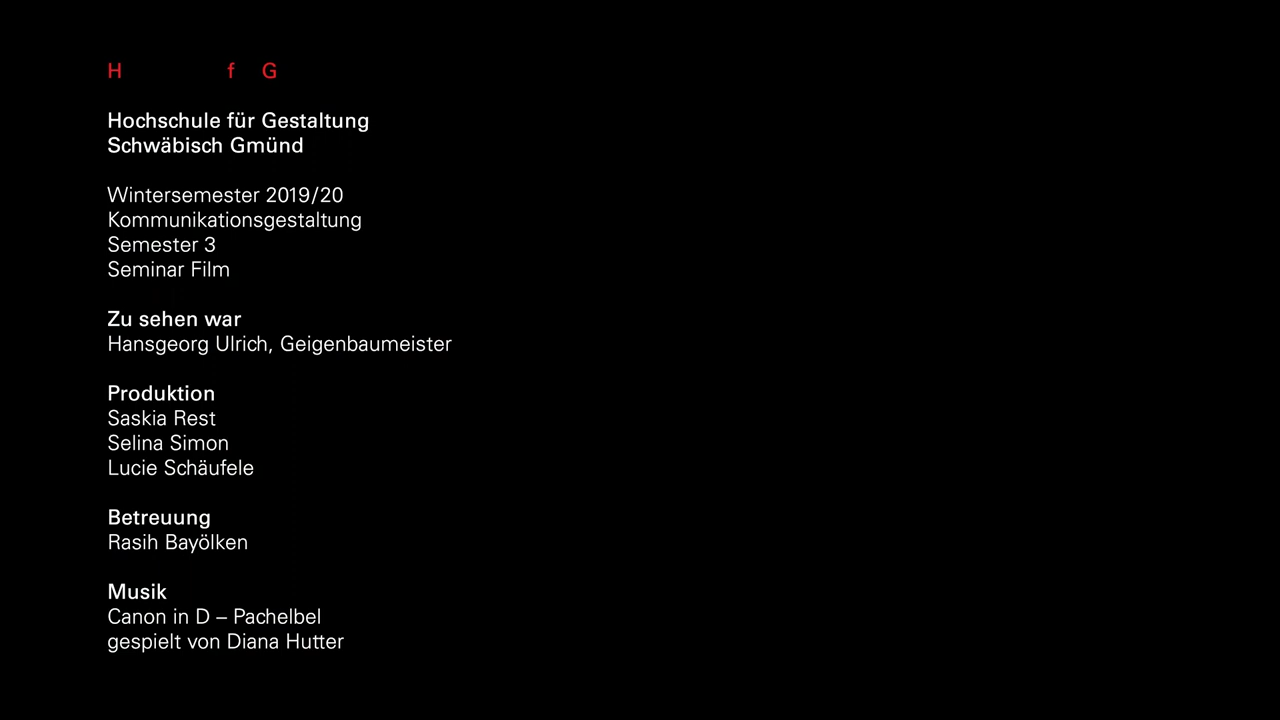 H f G
Hochschule für Gestaltung
Schwäbisch Gmünd
Wintersemester 2019/20
Kommunikationsgestaltung
Semester 3
Seminar Film
Zu sehen war
Hansgeorg Ulrich, Geigenbaumeister
Produktion
Saskia Rest
Selina Simon
Lucie Schäufele
Betreuung
Rasih Bayölken
Musik
Canon in D – Pachelbel
gespielt von Diana Hutter